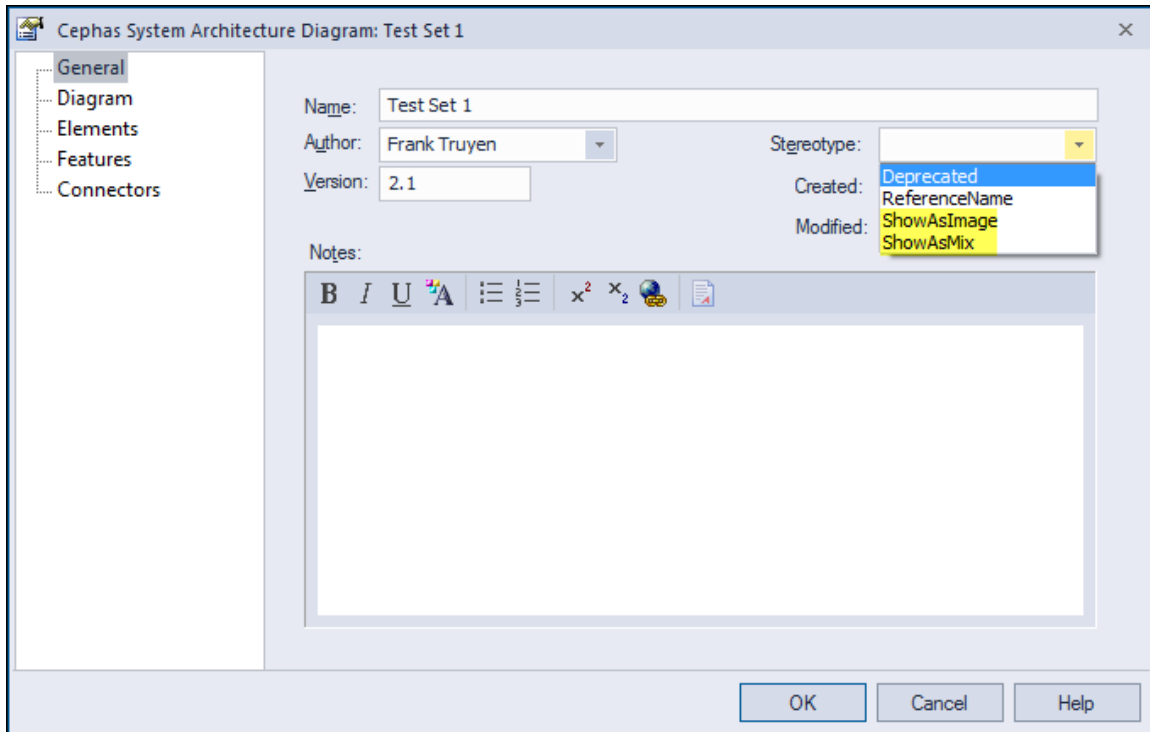 Cephas System Architecture Diagram: Test Set 1
General
Diagram
Elements
Features
Connectors
Name: Test Set 1
Author: Frank Truyen
Stereotype:
Version: 2.1
Created:
Modified:
Deprecated
ReferenceName
ShowAsImage
ShowAsMix
Notes:
B I U A x² x₂
OK Cancel Help